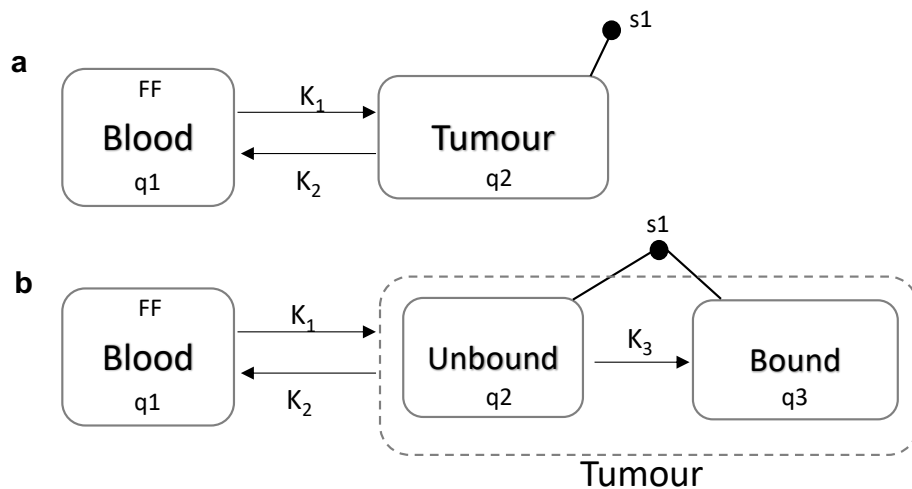 s1
a
FF
K₁
Blood
Tumour
K₂
q1
q2
s1
b
FF
K₁
Blood
Unbound
K₃
Bound
K₂
q1
q2
q3
Tumour